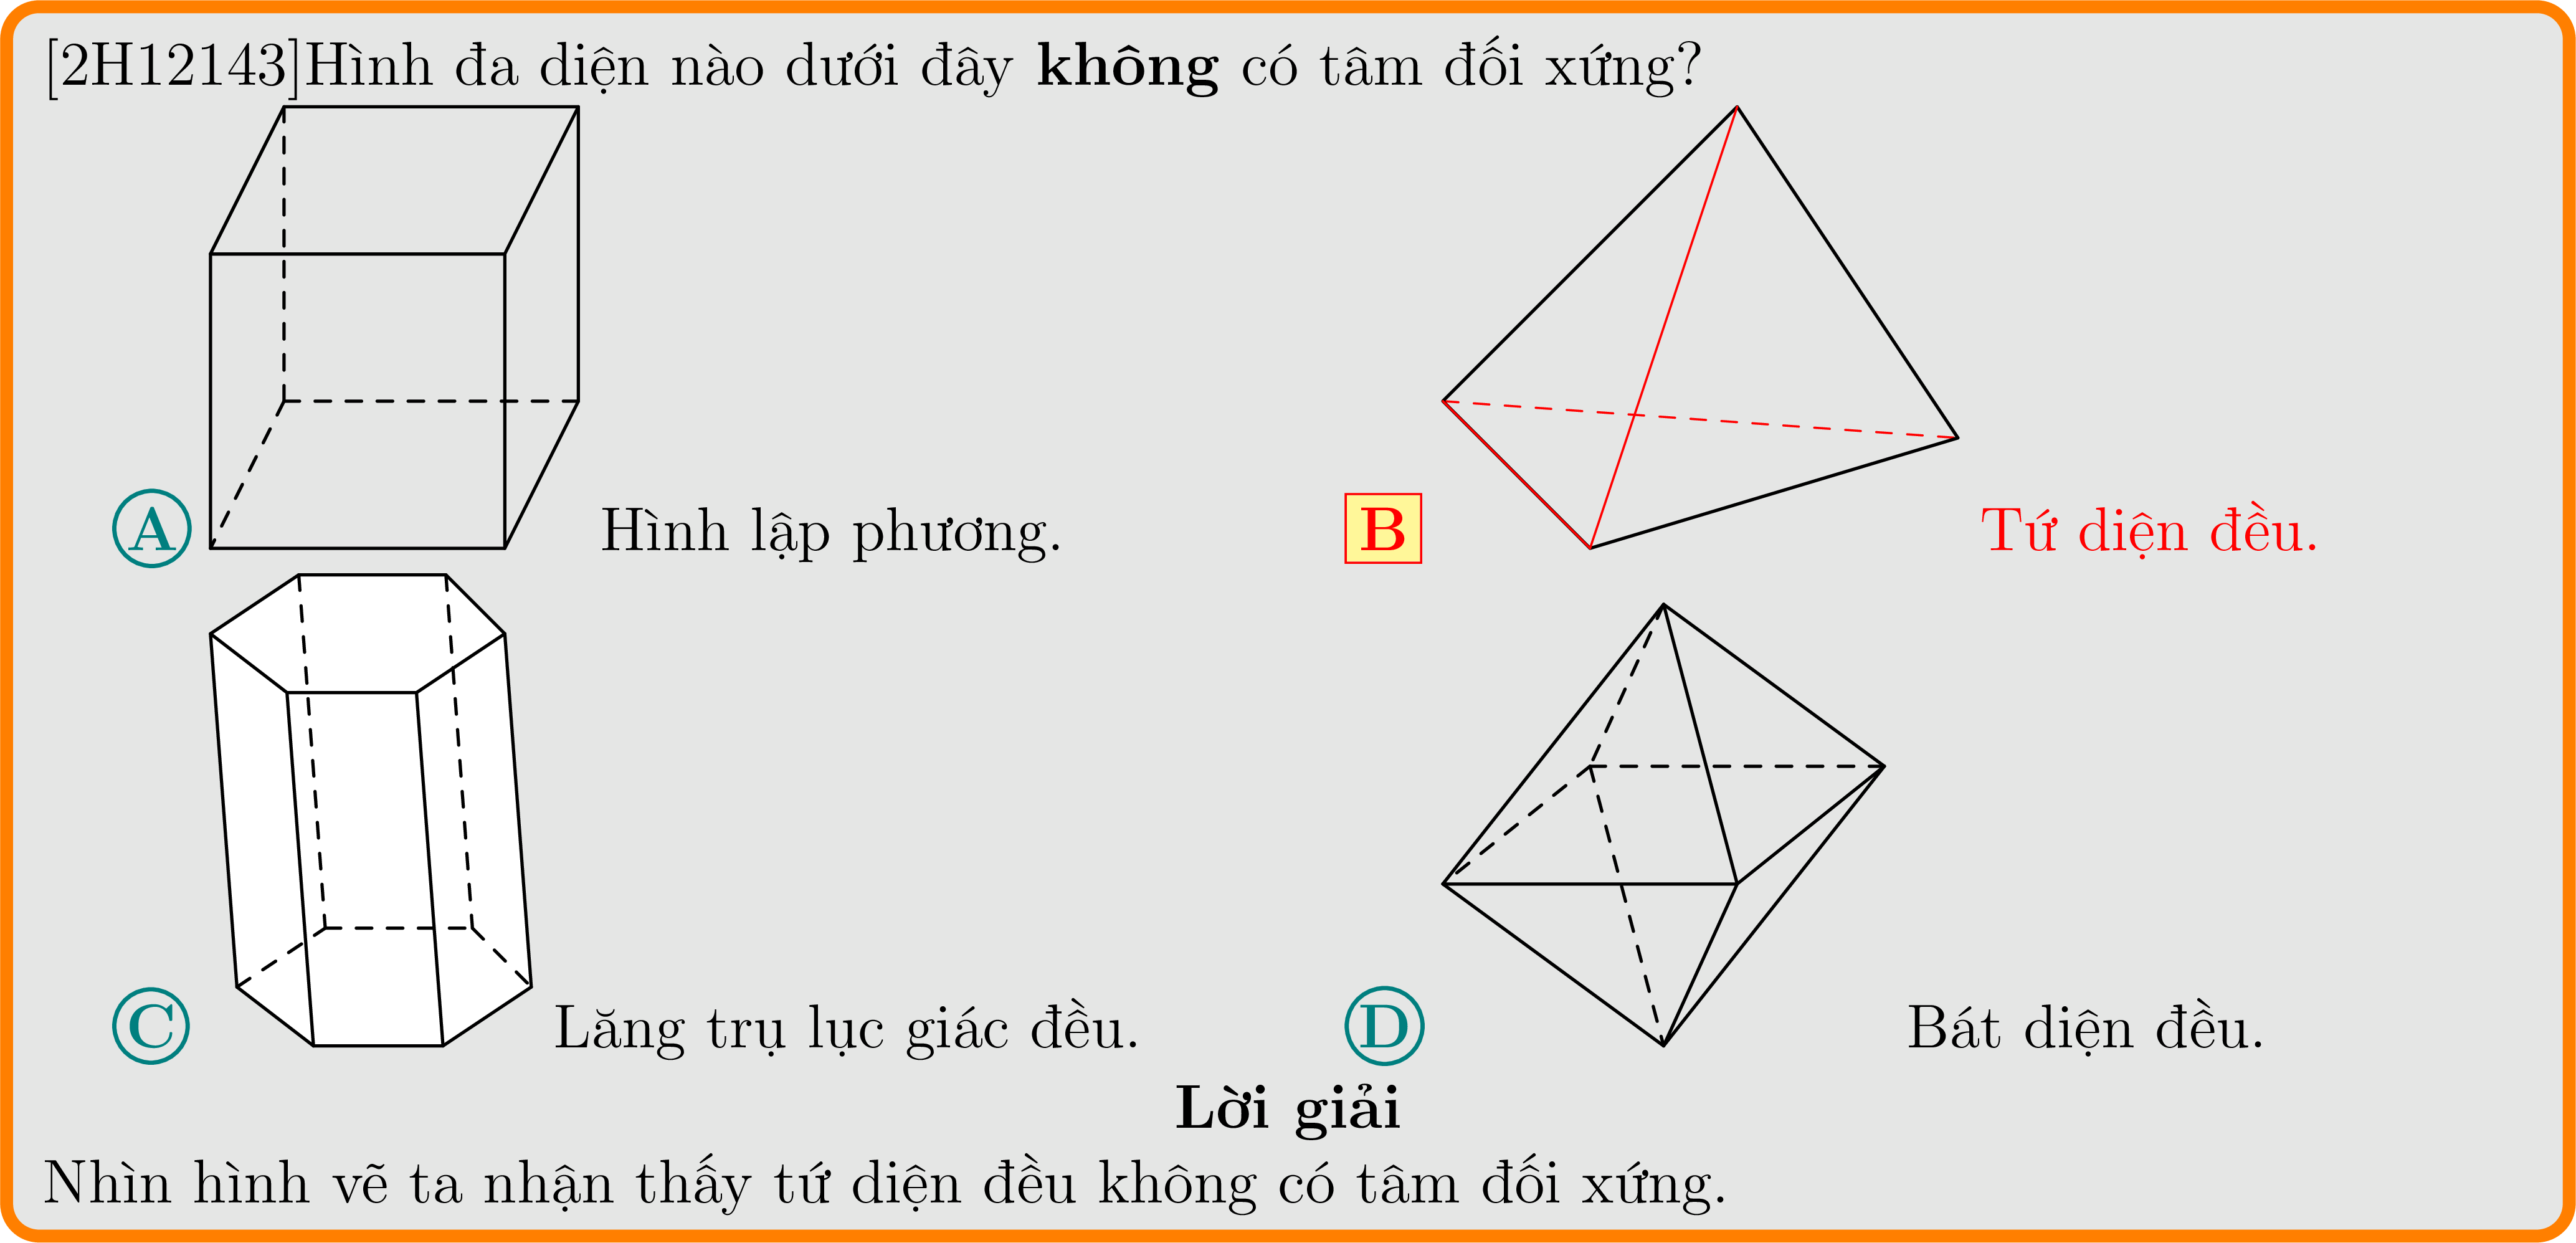 [2H12143]Hình đa diện nào dưới đây không có tâm đối xứng?
A Hình lập phương.
B Tứ diện đều.
C Lăng trụ lục giác đều.
D Bát diện đều.
Lời giải
Nhìn hình vẽ ta nhận thấy tứ diện đều không có tâm đối xứng.